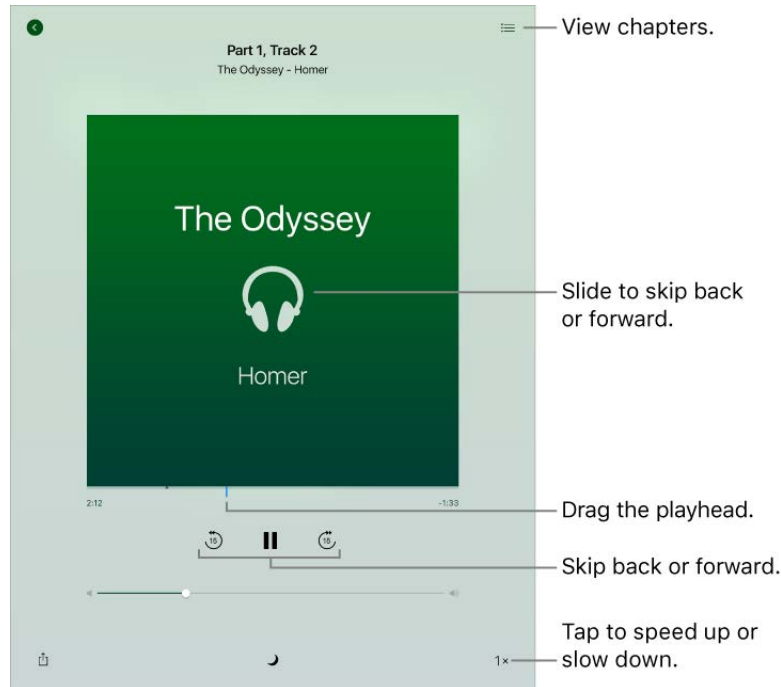 View chapters.
Part 1, Track 2
The Odyssey - Homer
The Odyssey
Slide to skip back
or forward.
Homer
2:12
-1:33
Drag the playhead.
15
15
Skip back or forward.
Tap to speed up or
slow down.
1×